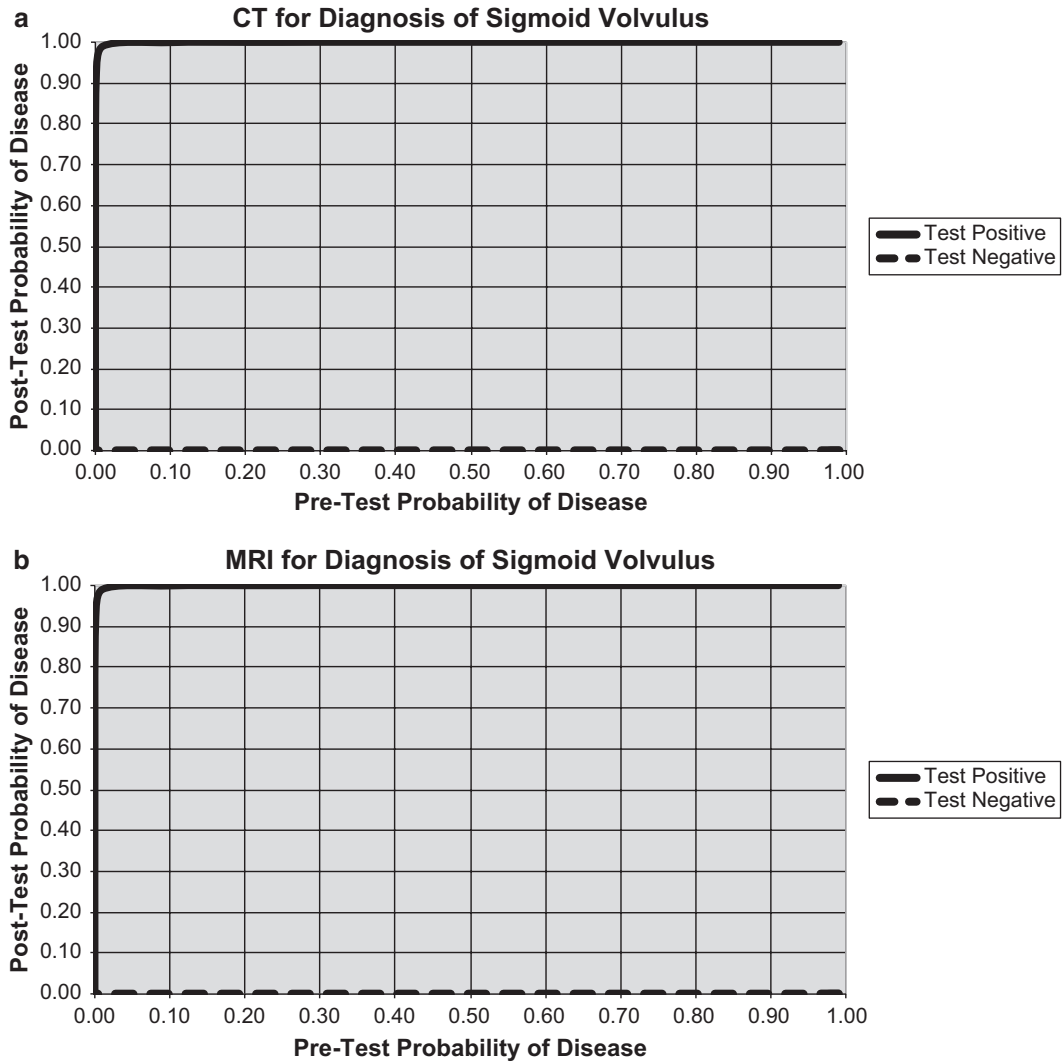 a
CT for Diagnosis of Sigmoid Volvulus
Post-Test Probability of Disease
1.00
0.90
0.80
0.70
0.60
0.50
0.40
0.30
0.20
0.10
0.00
0.00 0.10 0.20 0.30 0.40 0.50 0.60 0.70 0.80 0.90 1.00
Pre-Test Probability of Disease
Test Positive
Test Negative
b
MRI for Diagnosis of Sigmoid Volvulus
Post-Test Probability of Disease
1.00
0.90
0.80
0.70
0.60
0.50
0.40
0.30
0.20
0.10
0.00
0.00 0.10 0.20 0.30 0.40 0.50 0.60 0.70 0.80 0.90 1.00
Pre-Test Probability of Disease
Test Positive
Test Negative